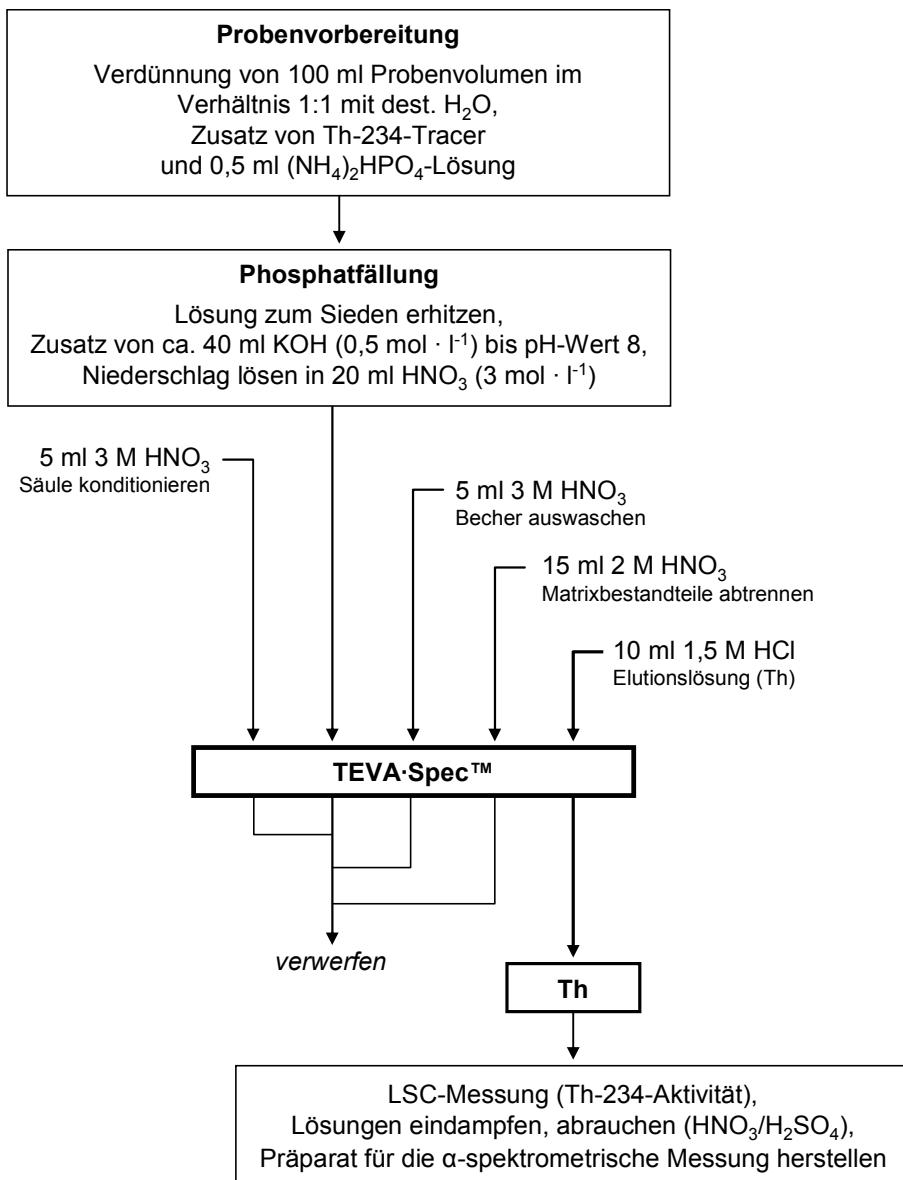 Probenvorbereitung
Verdünnung von 100 ml Probenvolumen im
Verhältnis 1:1 mit dest. H₂O,
Zusatz von Th-234-Tracer
und 0,5 ml (NH₄)₂HPO₄-Lösung
Phosphatfällung
Lösung zum Sieden erhitzen,
Zusatz von ca. 40 ml KOH (0,5 mol · l⁻¹) bis pH-Wert 8,
Niederschlag lösen in 20 ml HNO₃ (3 mol · l⁻¹)
5 ml 3 M HNO₃
Säule konditionieren
5 ml 3 M HNO₃
Becher auswaschen
15 ml 2 M HNO₃
Matrixbestandteile abtrennen
10 ml 1,5 M HCl
Elutionslösung (Th)
TEVA·Spec™
verwerfen
Th
LSC-Messung (Th-234-Aktivität),
Lösungen eindampfen, abrauchen (HNO₃/H₂SO₄),
Präparat für die α-spektrometrische Messung herstellen